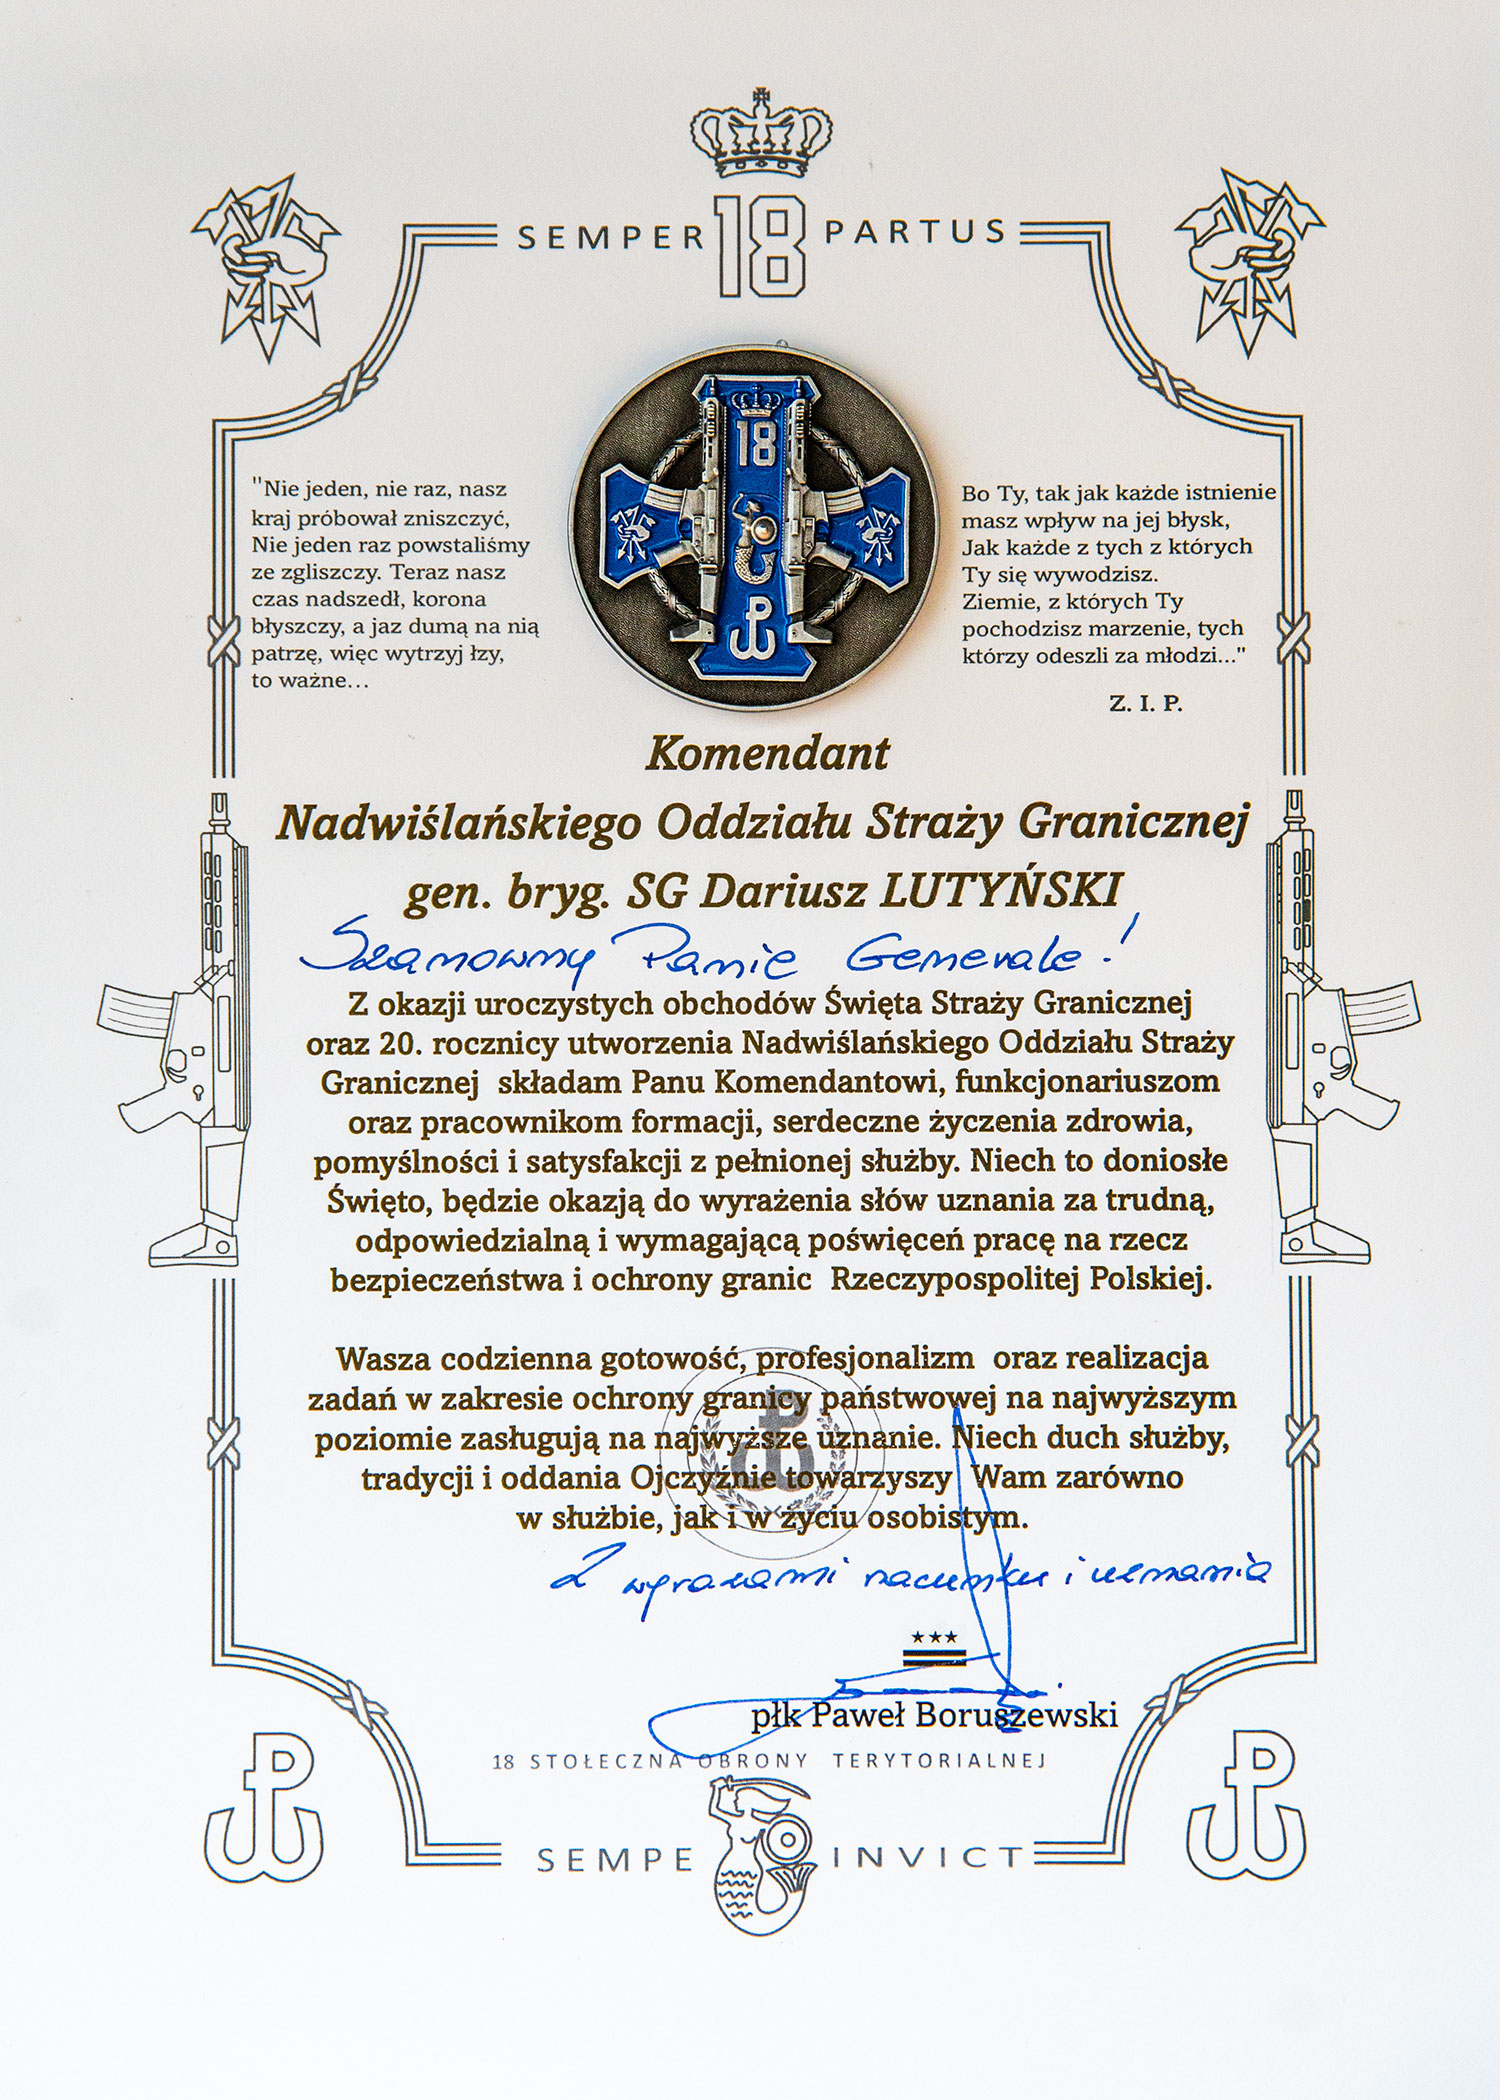 SEMPER 18 PARTUS
18
"Nie jeden, nie raz, nasz
kraj próbował zniszczyć,
Nie jeden raz powstaliśmy
ze zgliszczy. Teraz nasz
czas nadszedł, korona
błyszczy, a jaz dumą na nią
patrzę, więc wytrzyj łzy,
to ważne...
Bo Ty, tak jak każde istnienie
masz wpływ na jej błysk,
Jak każde z tych z których
Ty się wywodzisz.
Ziemie, z których Ty
pochodzisz marzenie, tych
którzy odeszli za młodzi..."
Z. I. P.
Komendant
Nadwiślańskiego Oddziału Straży Granicznej
gen. bryg. SG Dariusz LUTYŃSKI
Szanowny Panie Generale!
Z okazji uroczystych obchodów Święta Straży Granicznej
oraz 20. rocznicy utworzenia Nadwiślańskiego Oddziału Straży
Granicznej składam Panu Komendantowi, funkcjonariuszom
oraz pracownikom formacji, serdeczne życzenia zdrowia,
pomyślności i satysfakcji z pełnionej służby. Niech to doniosłe
Święto, będzie okazją do wyrażenia słów uznania za trudną,
odpowiedzialną i wymagającą poświęceń pracę na rzecz
bezpieczeństwa i ochrony granic Rzeczypospolitej Polskiej.
Wasza codzienna gotowość, profesjonalizm oraz realizacja
zadań w zakresie ochrony granicy państwowej na najwyższym
poziomie zasługują na najwyższe uznanie. Niech duch służby,
tradycji i oddania Ojczyźnie towarzyszy Wam zarówno
w służbie, jak i w życiu osobistym.
Z wyrazami szacunku i uznania
płk Paweł Boruszewski
18 STOŁECZNA OBRONY TERYTORIALNEJ
SEMPE INVICT